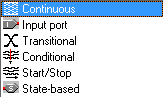 Continuous
Input port
Transitional
Conditional
Start/Stop
State-based